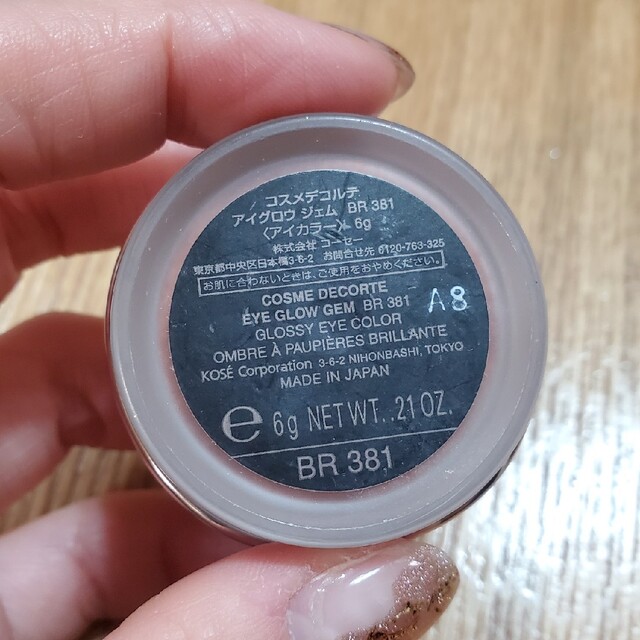 コスメデコルテ
アイグロウ ジェム BR 381
〈アイカラー〉 6g
株式会社 コーセー
東京都中央区日本橋3-6-2 お問合せ先 0120-763-325
お肌に合わないときは、ご使用をおやめください。
COSME DECORTE
EYE GLOW GEM BR 381
A8
GLOSSY EYE COLOR
OMBRE À PAUPIÈRES BRILLANTE
KOSÉ Corporation 3-6-2 NIHONBASHI, TOKYO
MADE IN JAPAN
℮ 6g NET WT. .21 OZ.
BR 381